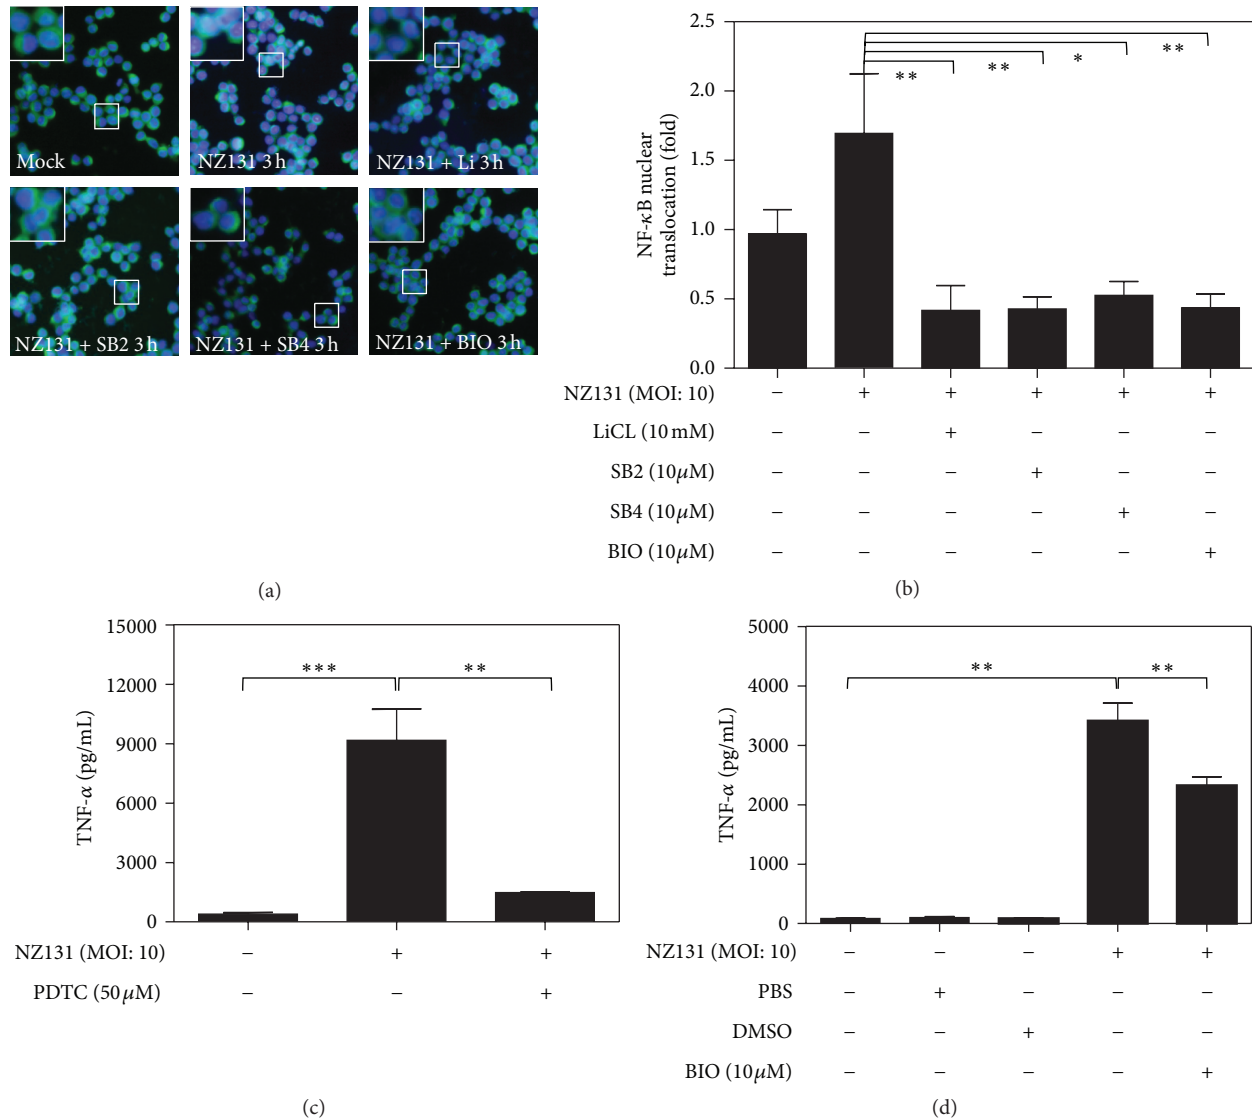 Mock
NZ131 3 h
NZ131 + Li 3 h
NZ131 + SB2 3 h
NZ131 + SB4 3 h
NZ131 + BIO 3 h
(a)
NF-κB nuclear
translocation (fold)
2.5
2.0
1.5
1.0
0.5
0.0
** ** * **
NZ131 (MOI: 10) − + + + + +
LiCL (10 mM) − − + − − −
SB2 (10 μM) − − − + − −
SB4 (10 μM) − − − − + −
BIO (10 μM) − − − − − +
(b)
TNF-α (pg/mL)
15000
12000
9000
6000
3000
0
*** **
NZ131 (MOI: 10) − + +
PDTC (50 μM) − − +
(c)
TNF-α (pg/mL)
5000
4000
3000
2000
1000
0
** **
NZ131 (MOI: 10) − − − + +
PBS − + − − −
DMSO − − + − −
BIO (10 μM) − − − − +
(d)